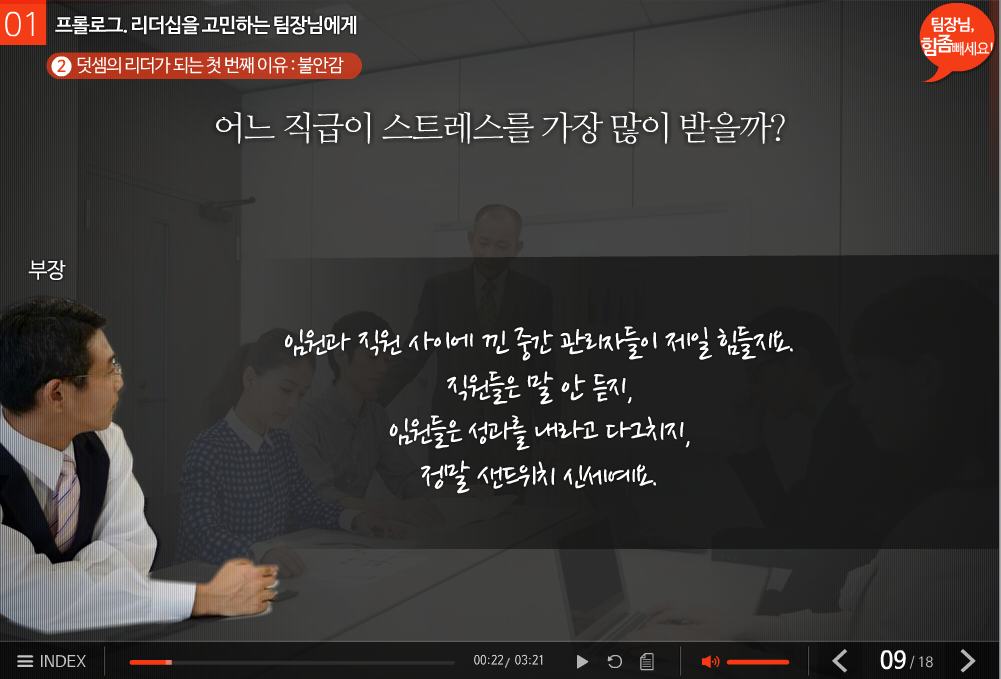 01 프롤로그. 리더십을 고민하는 팀장님에게
팀장님,
힘좀빼세요!
2 덧셈의 리더가 되는 첫 번째 이유 : 불안감
어느 직급이 스트레스를 가장 많이 받을까?
부장
임원과 직원 사이에 낀 중간 관리자들이 제일 힘들지요.
직원들은 말 안 듣지,
임원들은 성과를 내라고 다그치지,
정말 샌드위치 신세예요.
INDEX 00:22/ 03:21 09 / 18